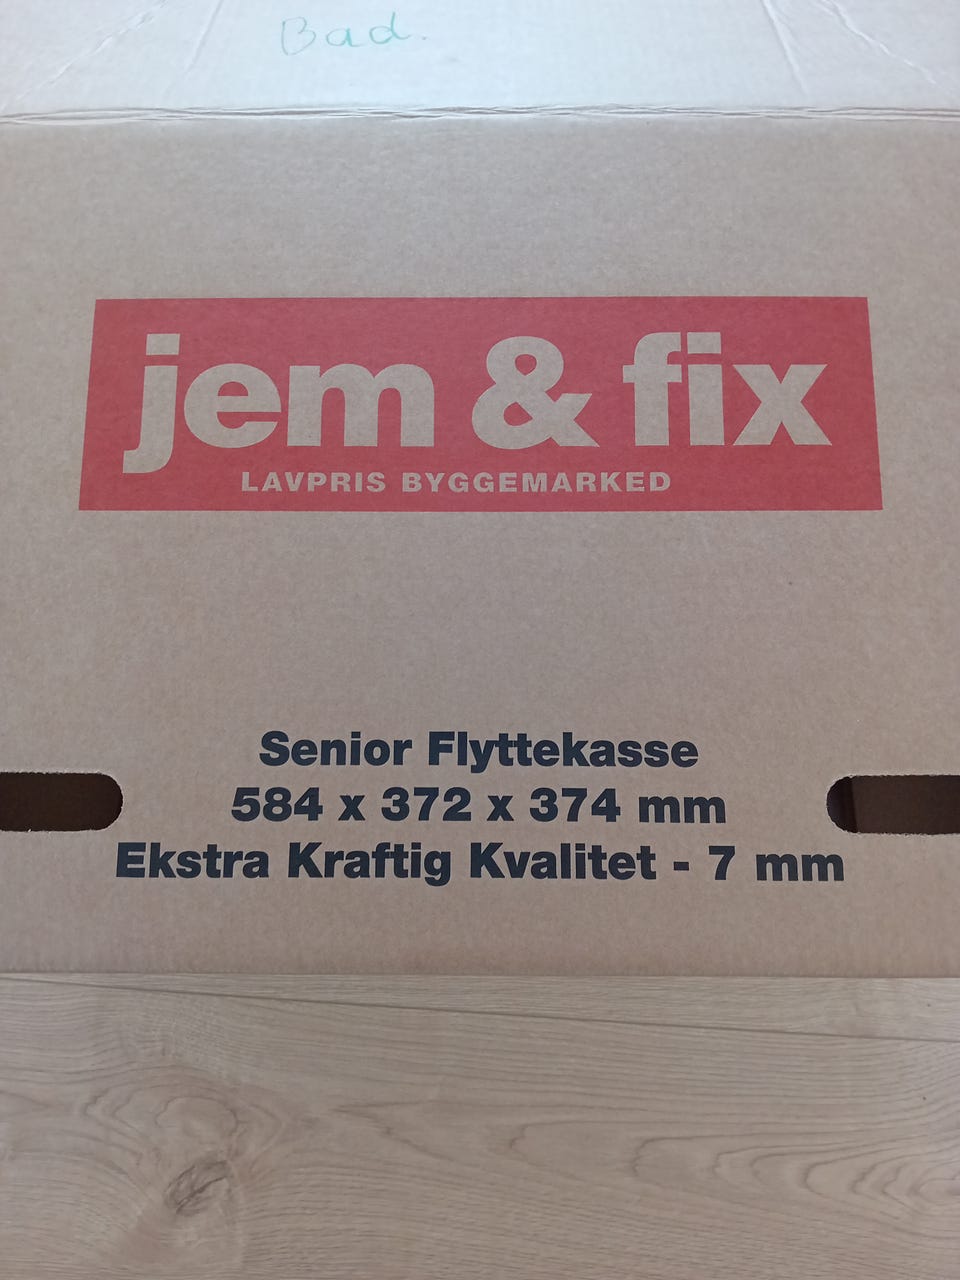 Bad.
jem & fix
LAVPRIS BYGGEMARKED
Senior Flyttekasse
584 x 372 x 374 mm
Ekstra Kraftig Kvalitet - 7 mm